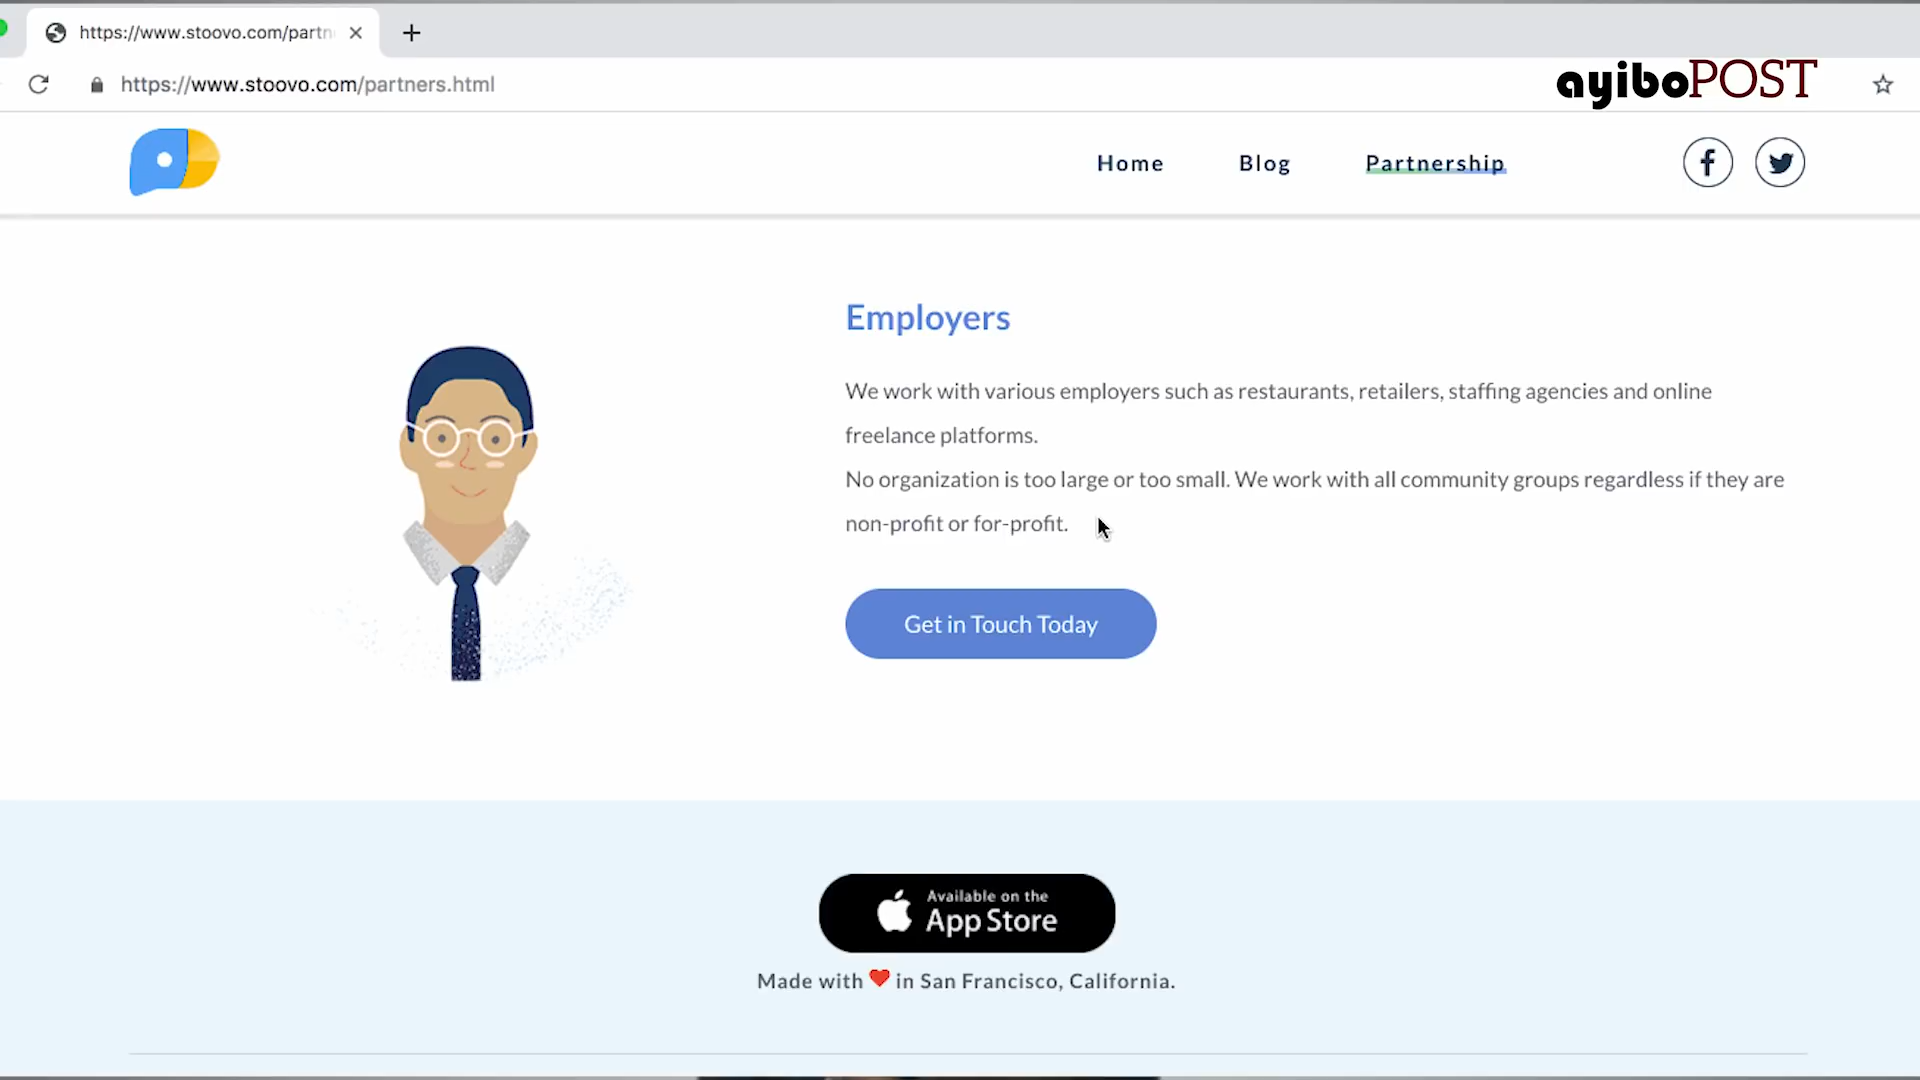 https://www.stoovo.com/partn
https://www.stoovo.com/partners.html
ayiboPOST
Home
Blog
Partnership
Employers
We work with various employers such as restaurants, retailers, staffing agencies and online
freelance platforms.
No organization is too large or too small. We work with all community groups regardless if they are
non-profit or for-profit.
Get in Touch Today
Available on the
App Store
Made with ❤ in San Francisco, California.